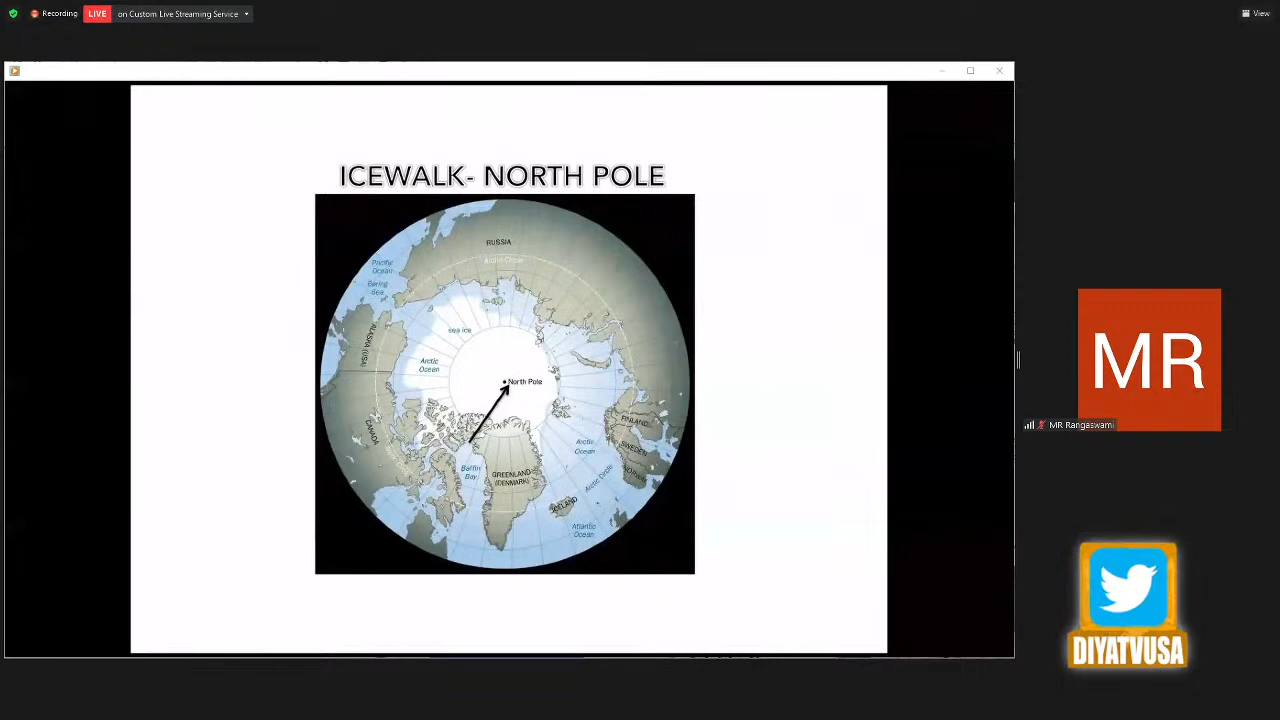 Recording
LIVE
on Custom Live Streaming Service
View
ICEWALK- NORTH POLE
RUSSIA
Arctic Circle
Pacific
Ocean
Bering
Sea
sea ice
ALASKA (USA)
Arctic
Ocean
North Pole
CANADA
FINLAND
SWEDEN
NORWAY
Arctic
Ocean
Baffin
Bay
GREENLAND
(DENMARK)
Arctic Circle
ICELAND
Atlantic
Ocean
MR
MR Rangaswami
DIYATVUSA